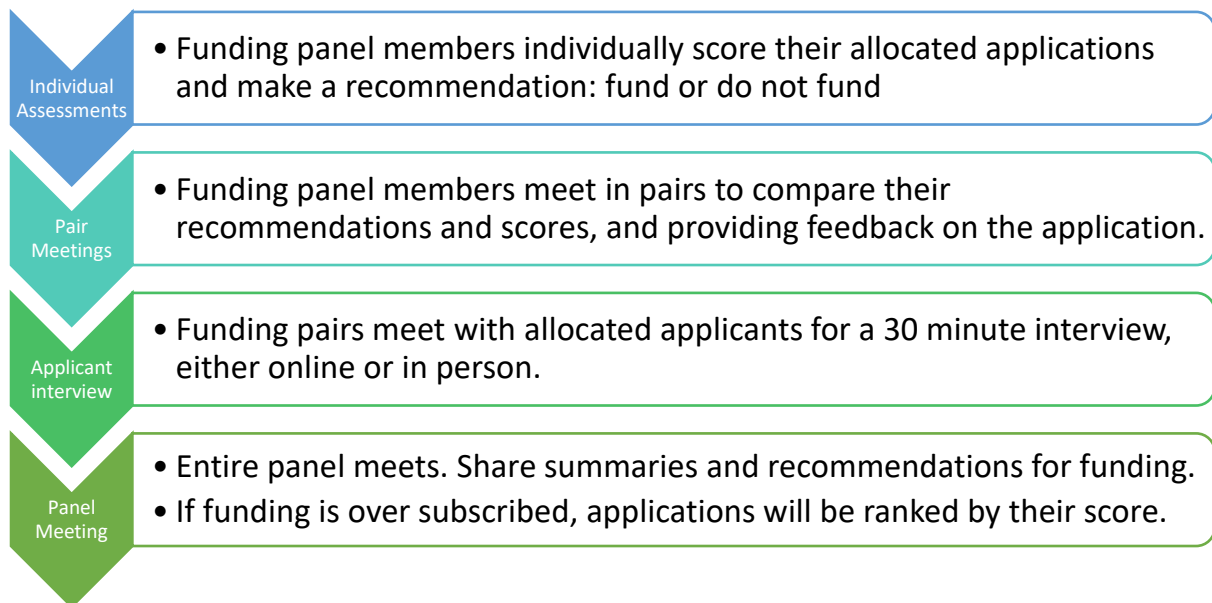 Individual
Assessments
• Funding panel members individually score their allocated applications
and make a recommendation: fund or do not fund
Pair
Meetings
• Funding panel members meet in pairs to compare their
recommendations and scores, and providing feedback on the application.
Applicant
interview
• Funding pairs meet with allocated applicants for a 30 minute interview,
either online or in person.
Panel
Meeting
• Entire panel meets. Share summaries and recommendations for funding.
• If funding is over subscribed, applications will be ranked by their score.